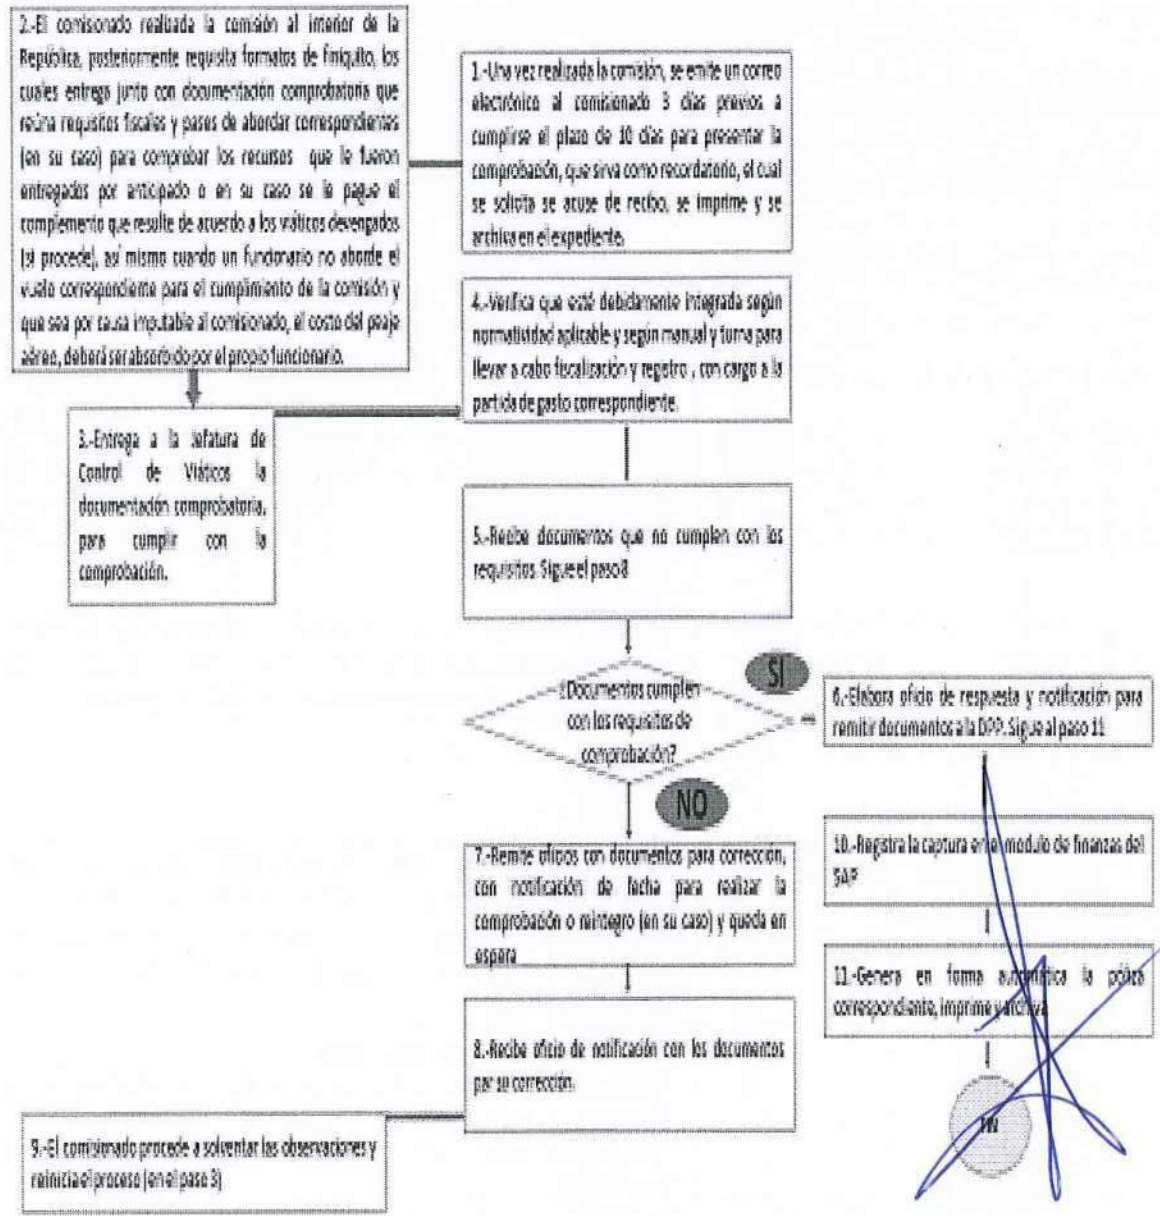 2.-El comisionado realizada la comisión al interior de la
República, posteriormente requisita formatos de finiquito, los
cuales entrega junto con documentación comprobatoria que
reúna requisitos fiscales y pases de abordar correspondientes
(en su caso) para comprobar los recursos que le fueron
entregados por anticipado o en su caso se le pague el
complemento que resulte de acuerdo a los viáticos devengados
(si procede), así mismo cuando un funcionario no aborde el
vuelo correspondiente para el cumplimiento de la comisión y
que sea por causa imputable al comisionado, el costo del peaje
aéreo, deberá ser absorbido por el propio funcionario.
1.-Una vez realizada la comisión, se emite un correo
electrónico al comisionado 3 días previos a
cumplirse el plazo de 10 días para presentar la
comprobación, que sirva como recordatorio, el cual
se solicita se acuse de recibo, se imprime y se
archiva en el expediente.
4.-Verifica que esté debidamente integrada según
normatividad aplicable y según manual y turna para
llevar a cabo fiscalización y registro , con cargo a la
partida de gasto correspondiente.
3.-Entrega a la Jefatura de
Control de Viáticos la
documentación comprobatoria,
para cumplir con la
comprobación.
5.-Recibe documentos que no cumplen con los
requisitos. Sigue el paso 8
¿Documentos cumplen
con los requisitos de
comprobación?
SI
6.-Elabora oficio de respuesta y notificación para
remitir documentos a la DPP. Sigue al paso 11
NO
7.-Remite oficios con documentos para corrección,
con notificación de fecha para realizar la
comprobación o reintegro (en su caso) y queda en
espera
10.-Registra la captura en el modulo de finanzas del
SAP
11.-Genera en forma automática la póliza
correspondiente, imprime y archiva
8.-Recibe oficio de notificación con los documentos
par su corrección.
FIN
9.-El comisionado procede a solventar las observaciones y
reinicia el proceso (en el paso 3)